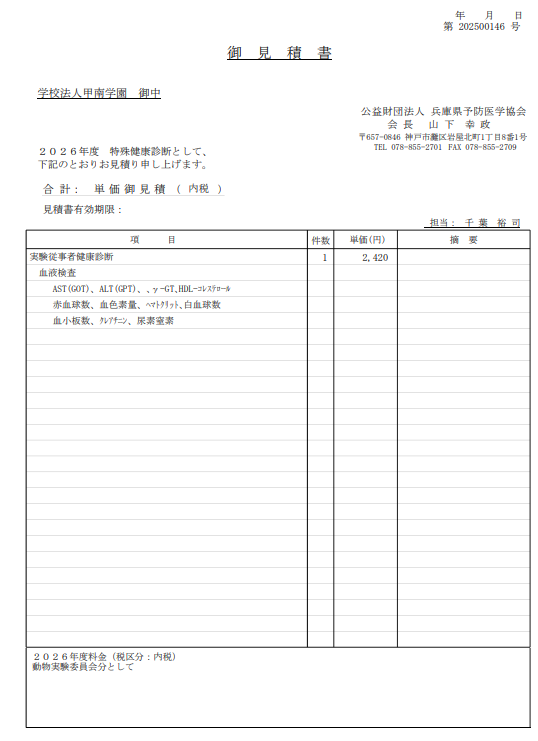 年　月　日
第 202500146 号
御 見 積 書
学校法人甲南学園　御中
公益財団法人 兵庫県予防医学協会
会 長　山 下　幸 政
〒657-0846 神戸市灘区岩屋北町1丁目8番1号
TEL 078-855-2701 FAX 078-855-2709
２０２６年度　特殊健康診断として、
下記のとおりお見積り申し上げます。
合 計： 単 価 御 見 積 （ 内税 ）
見積書有効期限：
担当： 千 葉　裕 司
項　目　件数　単価(円)　摘　要
実験従事者健康診断　1　2,420
血液検査
AST(GOT)、ALT(GPT)、、γ-GT、HDL-ｺﾚｽﾃﾛｰﾙ
赤血球数、血色素量、ﾍﾏﾄｸﾘｯﾄ、白血球数
血小板数、ｸﾚｱﾁﾆﾝ、尿素窒素
２０２６年度料金（税区分：内税）
動物実験委員会分として